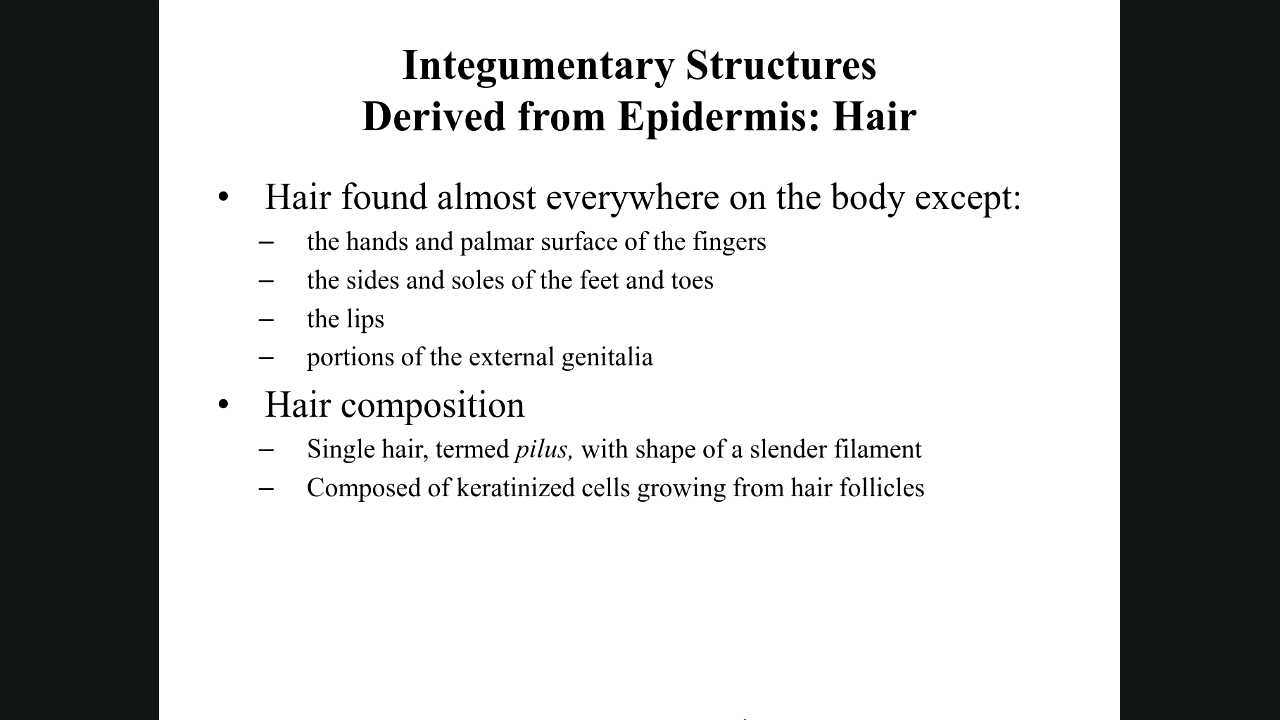 Integumentary Structures
Derived from Epidermis: Hair
• Hair found almost everywhere on the body except:
– the hands and palmar surface of the fingers
– the sides and soles of the feet and toes
– the lips
– portions of the external genitalia
• Hair composition
– Single hair, termed pilus, with shape of a slender filament
– Composed of keratinized cells growing from hair follicles